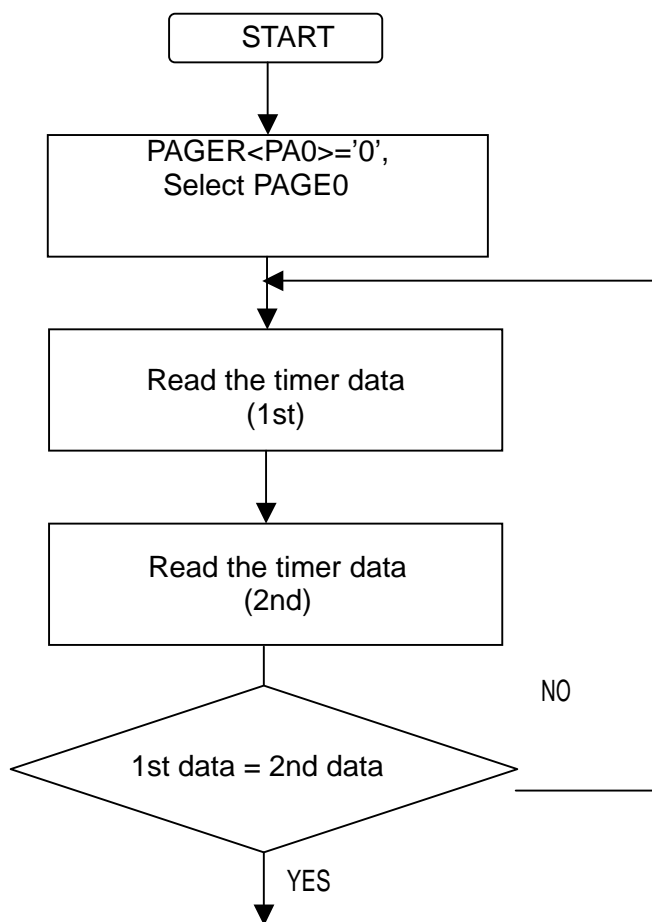 START
PAGER<PA0>='0',
Select PAGE0
Read the timer data
(1st)
Read the timer data
(2nd)
NO
1st data = 2nd data
YES